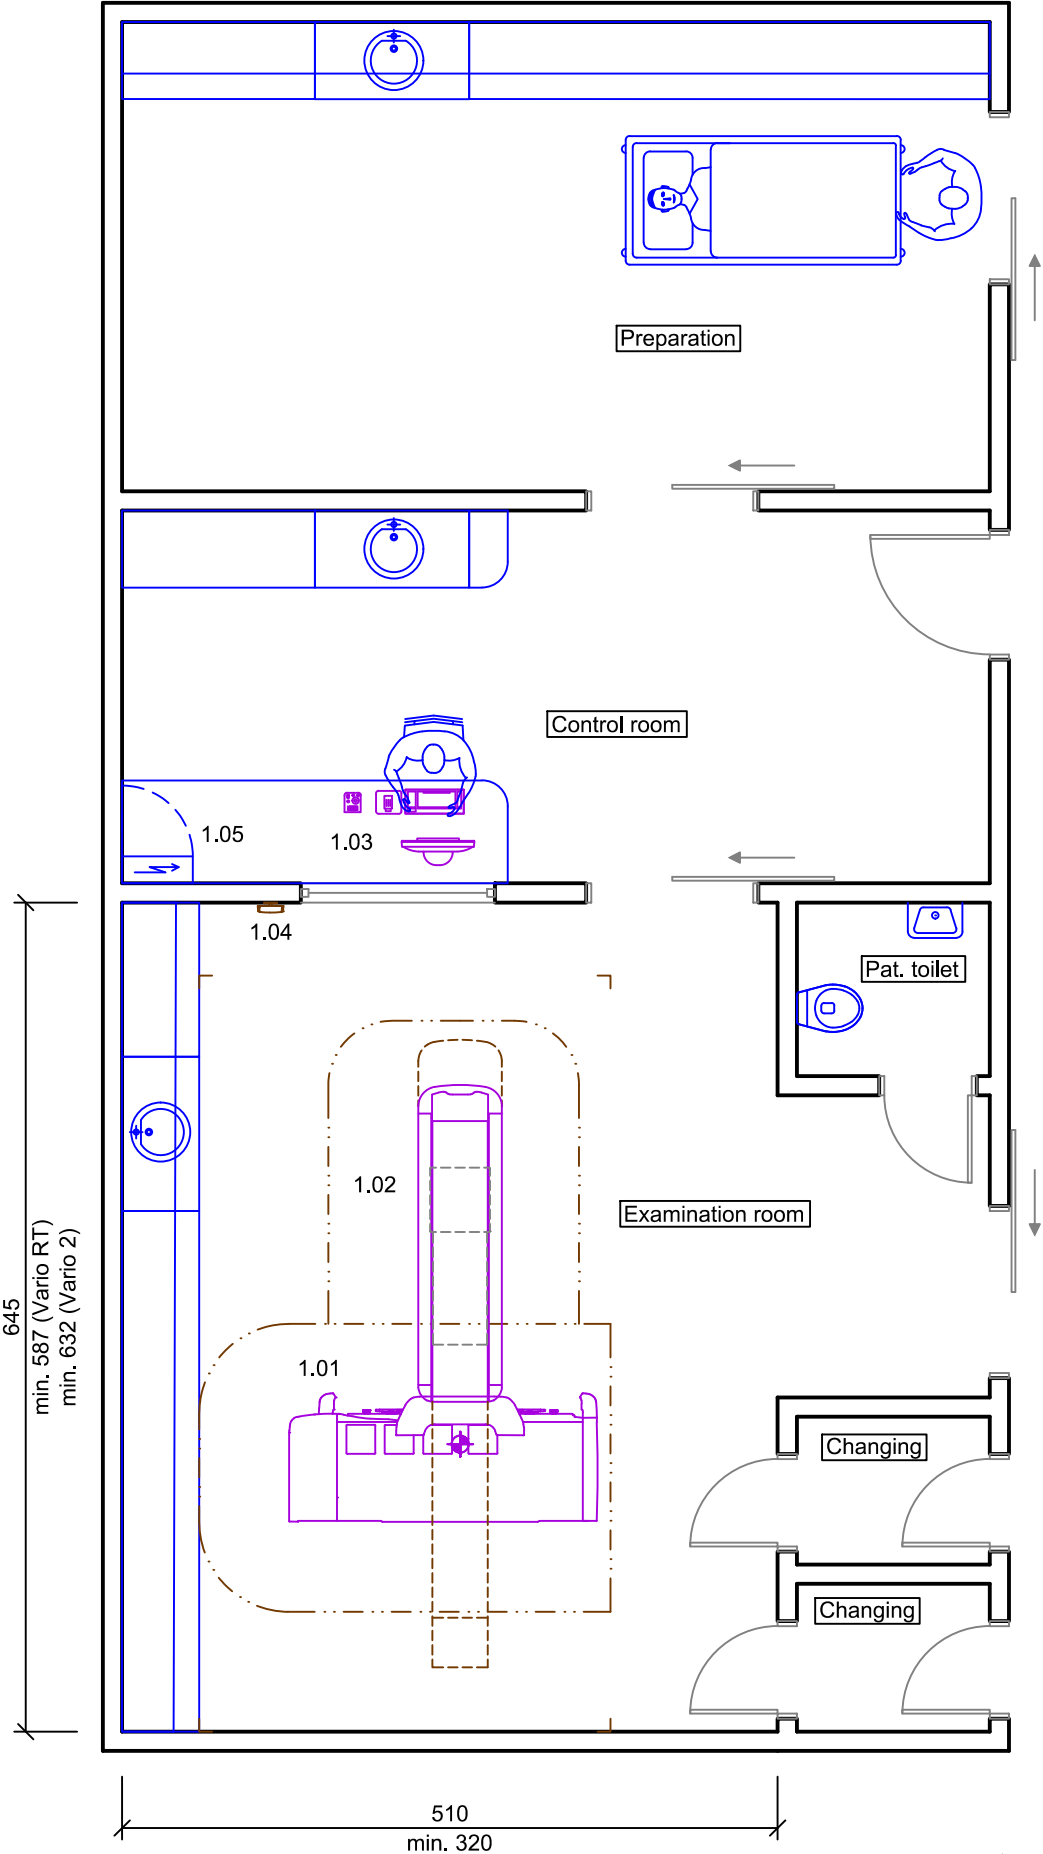 Preparation
Control room
1.05
1.03
1.04
Pat. toilet
1.02
Examination room
645
min. 587 (Vario RT)
min. 632 (Vario 2)
1.01
Changing
Changing
510
min. 320